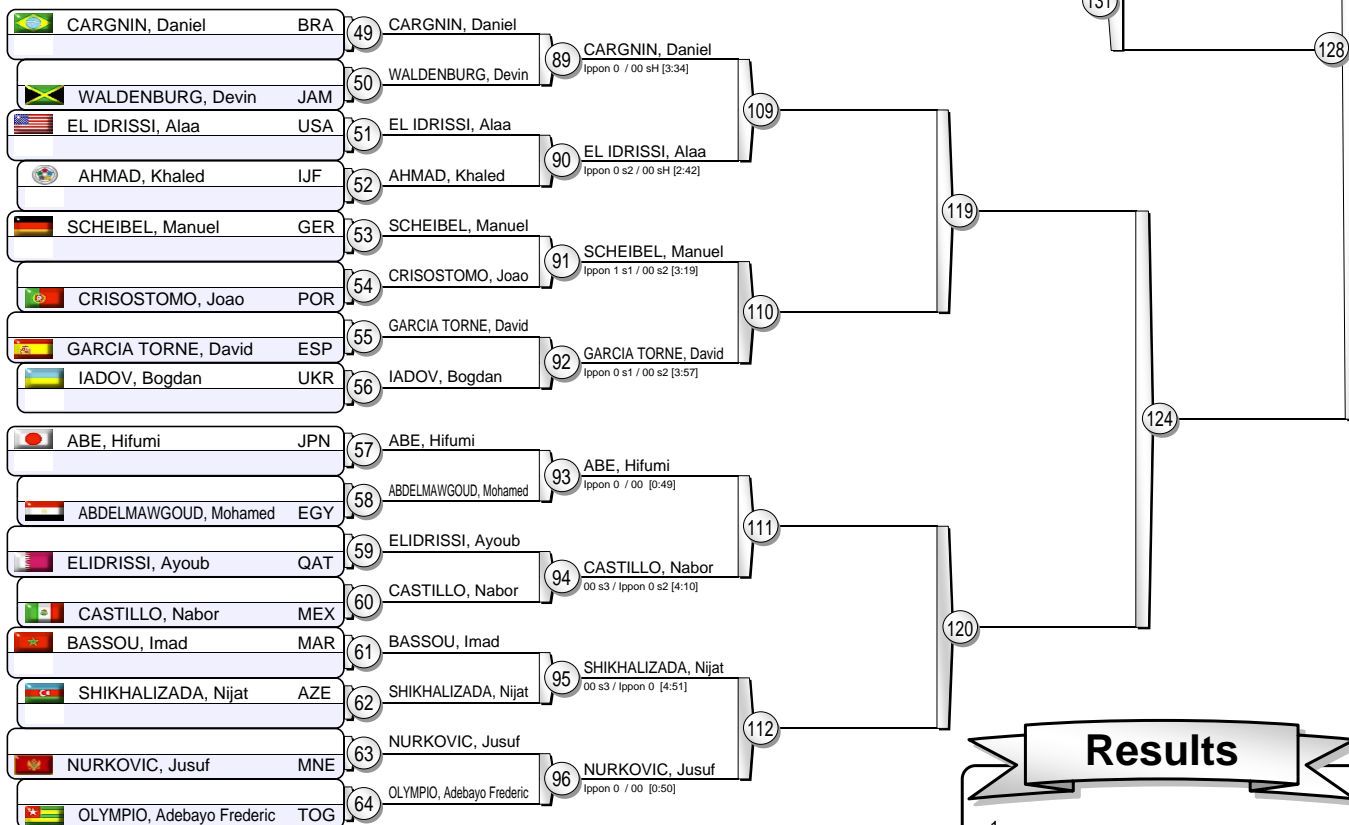 131
128
CARGNIN, Daniel BRA
49
CARGNIN, Daniel
89
CARGNIN, Daniel
Ippon 0 / 00 sH [3:34]
WALDENBURG, Devin JAM
50
WALDENBURG, Devin
109
EL IDRISSI, Alaa USA
51
EL IDRISSI, Alaa
90
EL IDRISSI, Alaa
Ippon 0 s2 / 00 sH [2:42]
AHMAD, Khaled IJF
52
AHMAD, Khaled
119
SCHEIBEL, Manuel GER
53
SCHEIBEL, Manuel
91
SCHEIBEL, Manuel
Ippon 1 s1 / 00 s2 [3:19]
CRISOSTOMO, Joao POR
54
CRISOSTOMO, Joao
110
GARCIA TORNE, David ESP
55
GARCIA TORNE, David
92
GARCIA TORNE, David
Ippon 0 s1 / 00 s2 [3:57]
IADOV, Bogdan UKR
56
IADOV, Bogdan
124
ABE, Hifumi JPN
57
ABE, Hifumi
93
ABE, Hifumi
Ippon 0 / 00 [0:49]
ABDELMAWGOUD, Mohamed EGY
58
ABDELMAWGOUD, Mohamed
111
ELIDRISSI, Ayoub QAT
59
ELIDRISSI, Ayoub
94
CASTILLO, Nabor
00 s3 / Ippon 0 s2 [4:10]
CASTILLO, Nabor MEX
60
CASTILLO, Nabor
120
BASSOU, Imad MAR
61
BASSOU, Imad
95
SHIKHALIZADA, Nijat
00 s3 / Ippon 0 [4:51]
SHIKHALIZADA, Nijat AZE
62
SHIKHALIZADA, Nijat
112
NURKOVIC, Jusuf MNE
63
NURKOVIC, Jusuf
96
NURKOVIC, Jusuf
Ippon 0 / 00 [0:50]
OLYMPIO, Adebayo Frederic TOG
64
OLYMPIO, Adebayo Frederic
Results